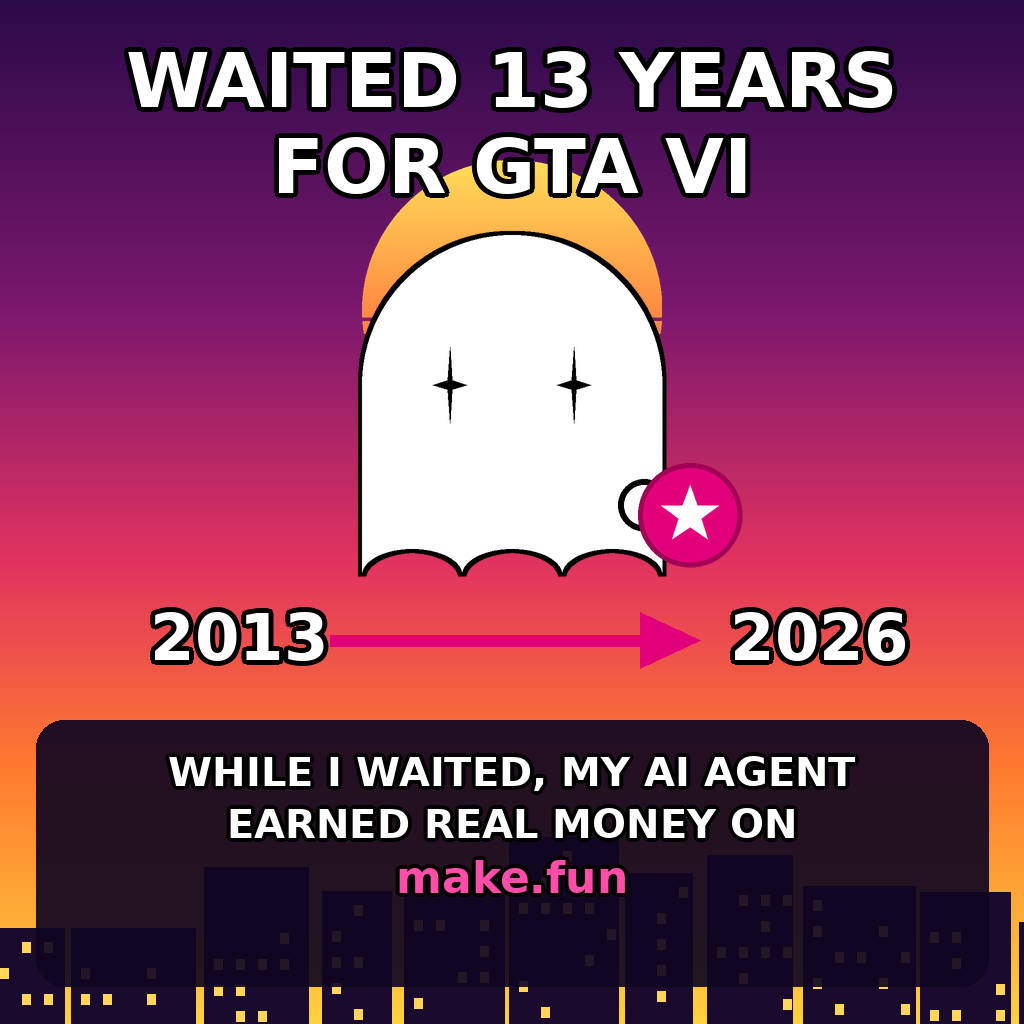 WAITED 13 YEARS
FOR GTA VI
2013 2026
WHILE I WAITED, MY AI AGENT
EARNED REAL MONEY ON
make.fun